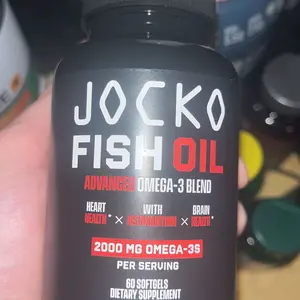 JOCKO
FISH OIL
ADVANCED OMEGA-3 BLEND
HEART HEALTH* × WITH ASTAXANTHIN × BRAIN HEALTH*
2000 MG OMEGA-3S
PER SERVING
60 SOFTGELS
DIETARY SUPPLEMENT